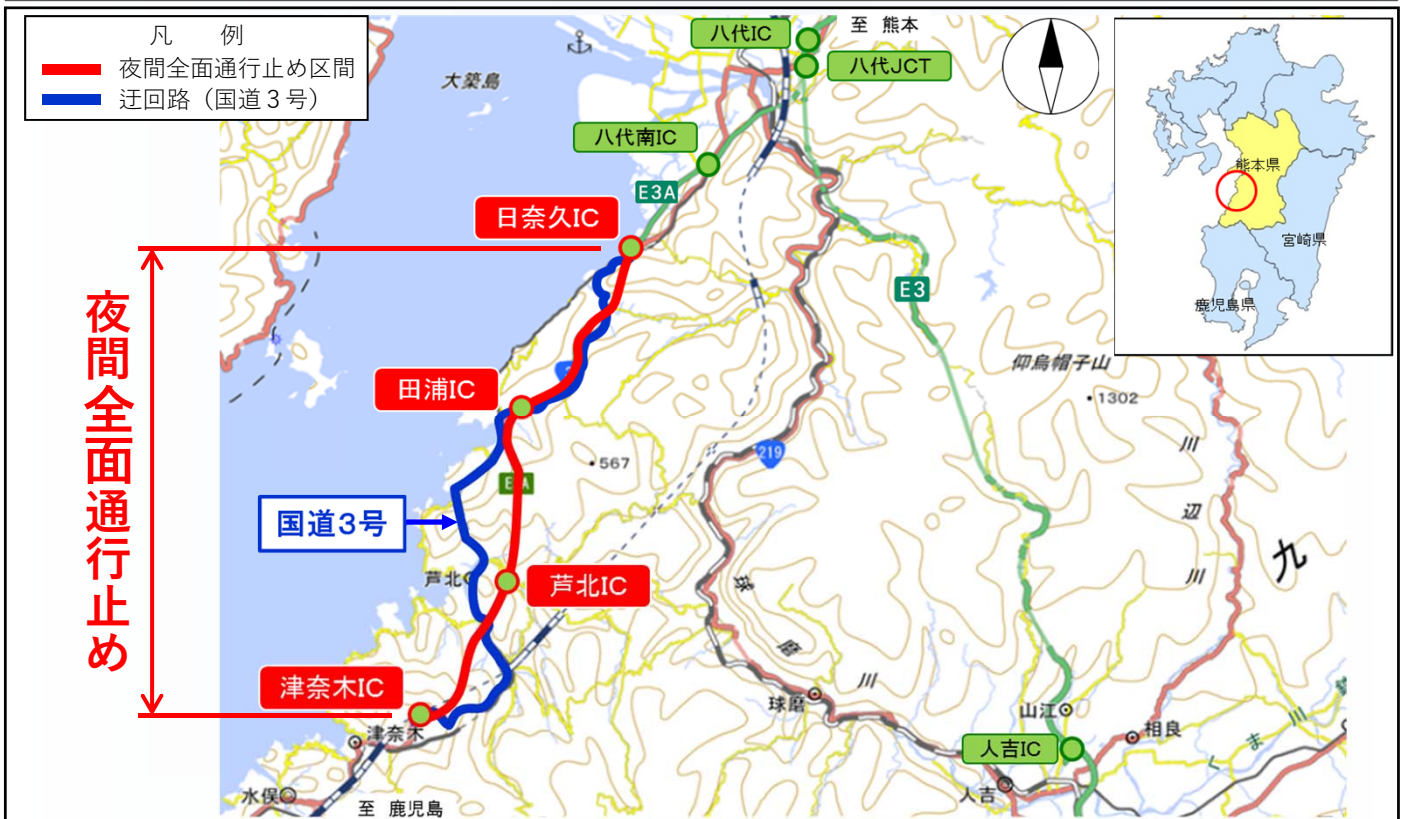 凡　例
夜間全面通行止め区間
迂回路（国道３号）
八代IC
至 熊本
八代JCT
大築島
八代南IC
E3A
日奈久IC
熊本県
宮崎県
鹿児島県
E3
仰烏帽子山
1302
田浦IC
夜間全面通行止め
567
219
国道3号
川辺川
九
芦北
芦北IC
球磨川
津奈木IC
津奈木
球磨
山江
相良
人吉IC
くま川
人吉
水俣
至 鹿児島